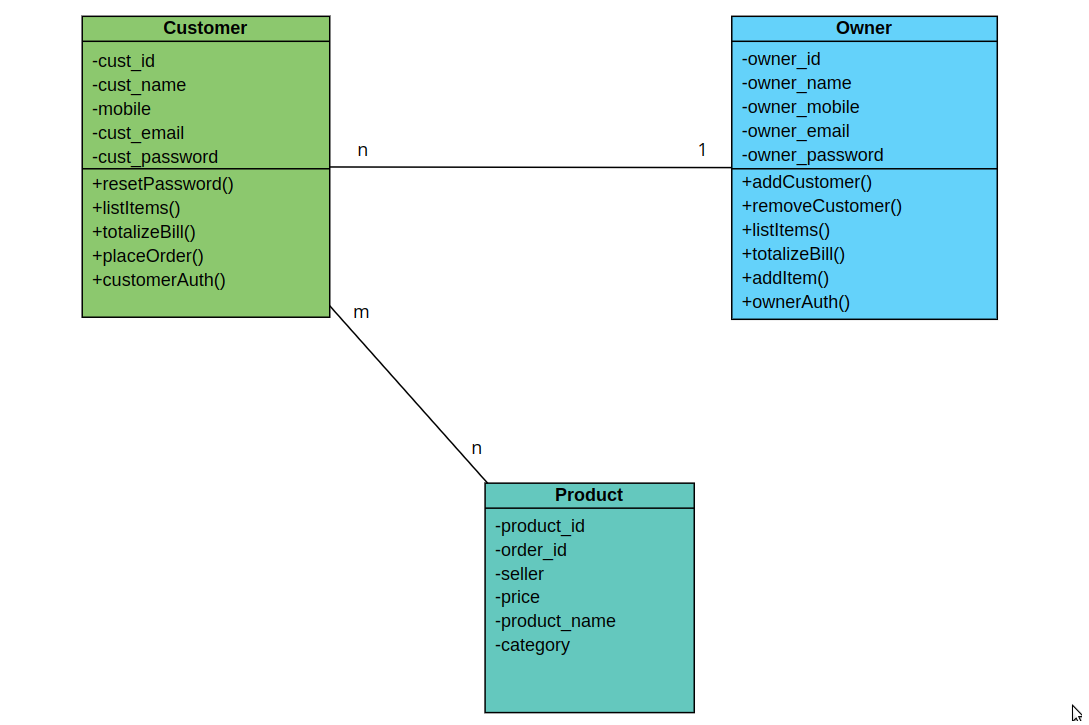 Customer
-cust_id
-cust_name
-mobile
-cust_email
-cust_password
+resetPassword()
+listItems()
+totalizeBill()
+placeOrder()
+customerAuth()
n
1
Owner
-owner_id
-owner_name
-owner_mobile
-owner_email
-owner_password
+addCustomer()
+removeCustomer()
+listItems()
+totalizeBill()
+addItem()
+ownerAuth()
m
n
Product
-product_id
-order_id
-seller
-price
-product_name
-category